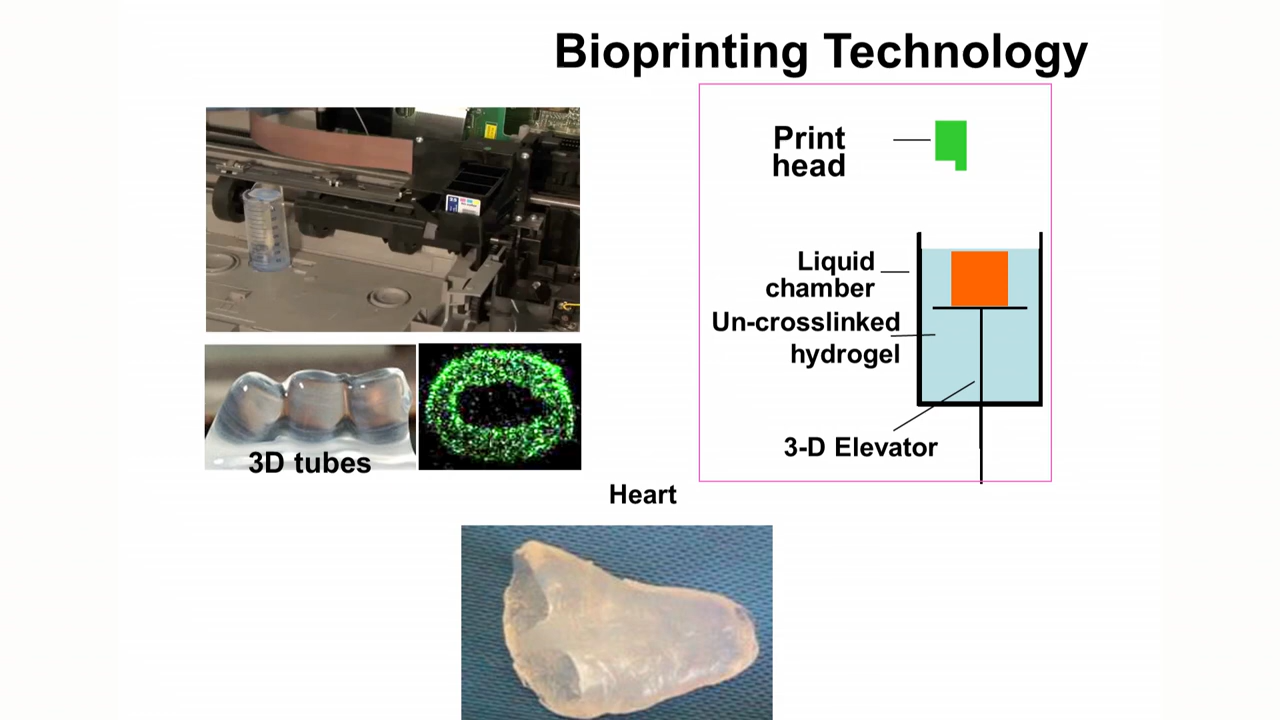 Bioprinting Technology
Print
head
Liquid
chamber
Un-crosslinked
hydrogel
3-D Elevator
3D tubes
Heart